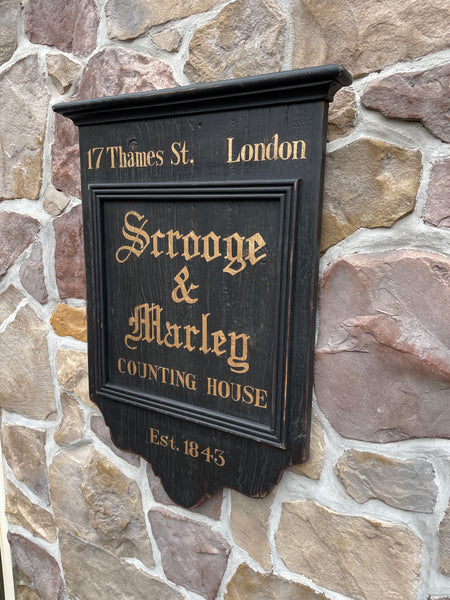 17 Thames St. London
Scrooge
&
Marley
COUNTING HOUSE
Est. 1843